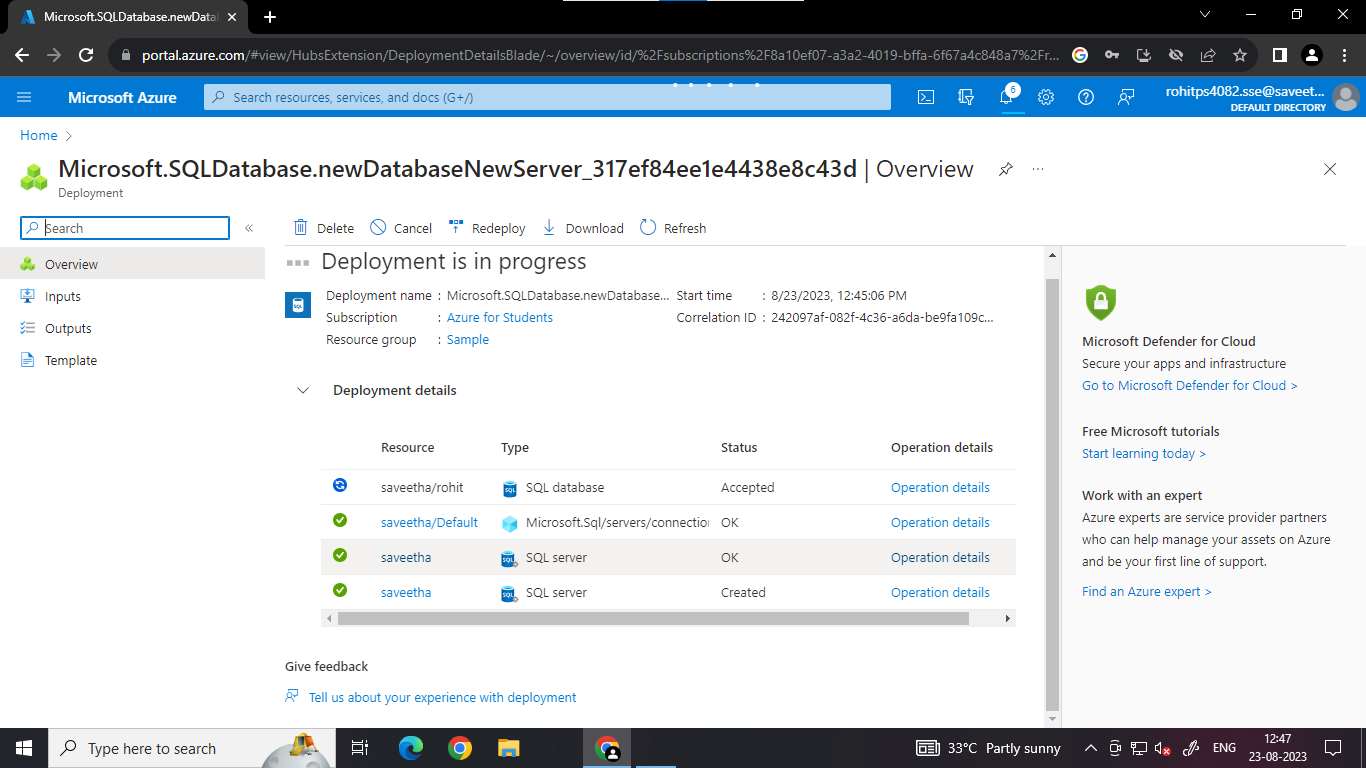 Microsoft.SQLDatabase.newData
portal.azure.com/#view/HubsExtension/DeploymentDetailsBlade/~/overview/id/%2Fsubscriptions%2F8a10ef07-a3a2-4019-bffa-6f67a4c848a7%2Fr...
Microsoft Azure
Search resources, services, and docs (G+/)
6
rohitps4082.sse@saveet...
DEFAULT DIRECTORY
Home
Microsoft.SQLDatabase.newDatabaseNewServer_317ef84ee1e4438e8c43d | Overview
Deployment
Search
Delete Cancel Redeploy Download Refresh
Overview
Inputs
Outputs
Template
Deployment is in progress
Deployment name : Microsoft.SQLDatabase.newDatabase... Start time : 8/23/2023, 12:45:06 PM
Subscription : Azure for Students Correlation ID : 242097af-082f-4c36-a6da-be9fa109c...
Resource group : Sample
Deployment details
Resource Type Status Operation details
saveetha/rohit SQL database Accepted Operation details
saveetha/Default Microsoft.Sql/servers/connection OK Operation details
saveetha SQL server OK Operation details
saveetha SQL server Created Operation details
Give feedback
Tell us about your experience with deployment
Microsoft Defender for Cloud
Secure your apps and infrastructure
Go to Microsoft Defender for Cloud >
Free Microsoft tutorials
Start learning today >
Work with an expert
Azure experts are service provider partners
who can help manage your assets on Azure
and be your first line of support.
Find an Azure expert >
Type here to search
33°C Partly sunny
ENG
12:47
23-08-2023